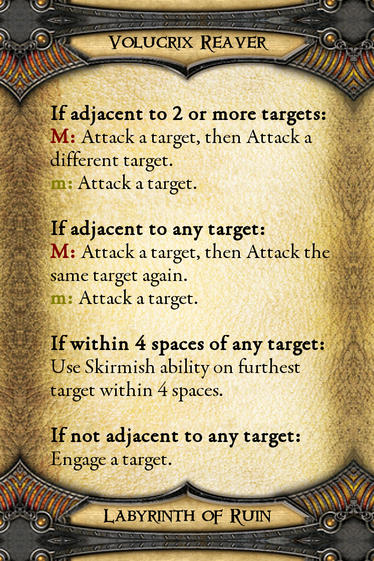 Volucrix Reaver
If adjacent to 2 or more targets:
M: Attack a target, then Attack a
different target.
m: Attack a target.
If adjacent to any target:
M: Attack a target, then Attack the
same target again.
m: Attack a target.
If within 4 spaces of any target:
Use Skirmish ability on furthest
target within 4 spaces.
If not adjacent to any target:
Engage a target.
Labyrinth of Ruin